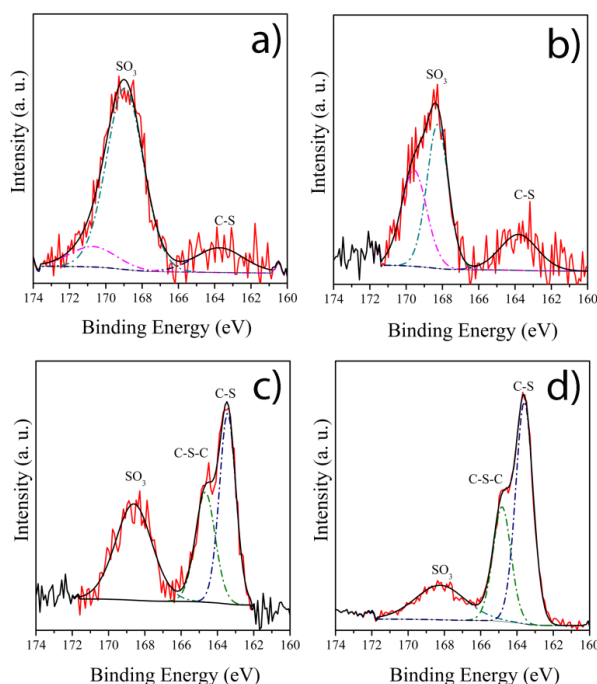 a)
SO3
C-S
Intensity (a. u.)
174 172 170 168 166 164 162 160
Binding Energy (eV)
b)
SO3
C-S
Intensity (a. u.)
174 172 170 168 166 164 162 160
Binding Energy (eV)
c)
C-S
C-S-C
SO3
Intensity (a. u.)
174 172 170 168 166 164 162 160
Binding Energy (eV)
d)
C-S
C-S-C
SO3
Intensity (a. u.)
174 172 170 168 166 164 162 160
Binding Energy (eV)